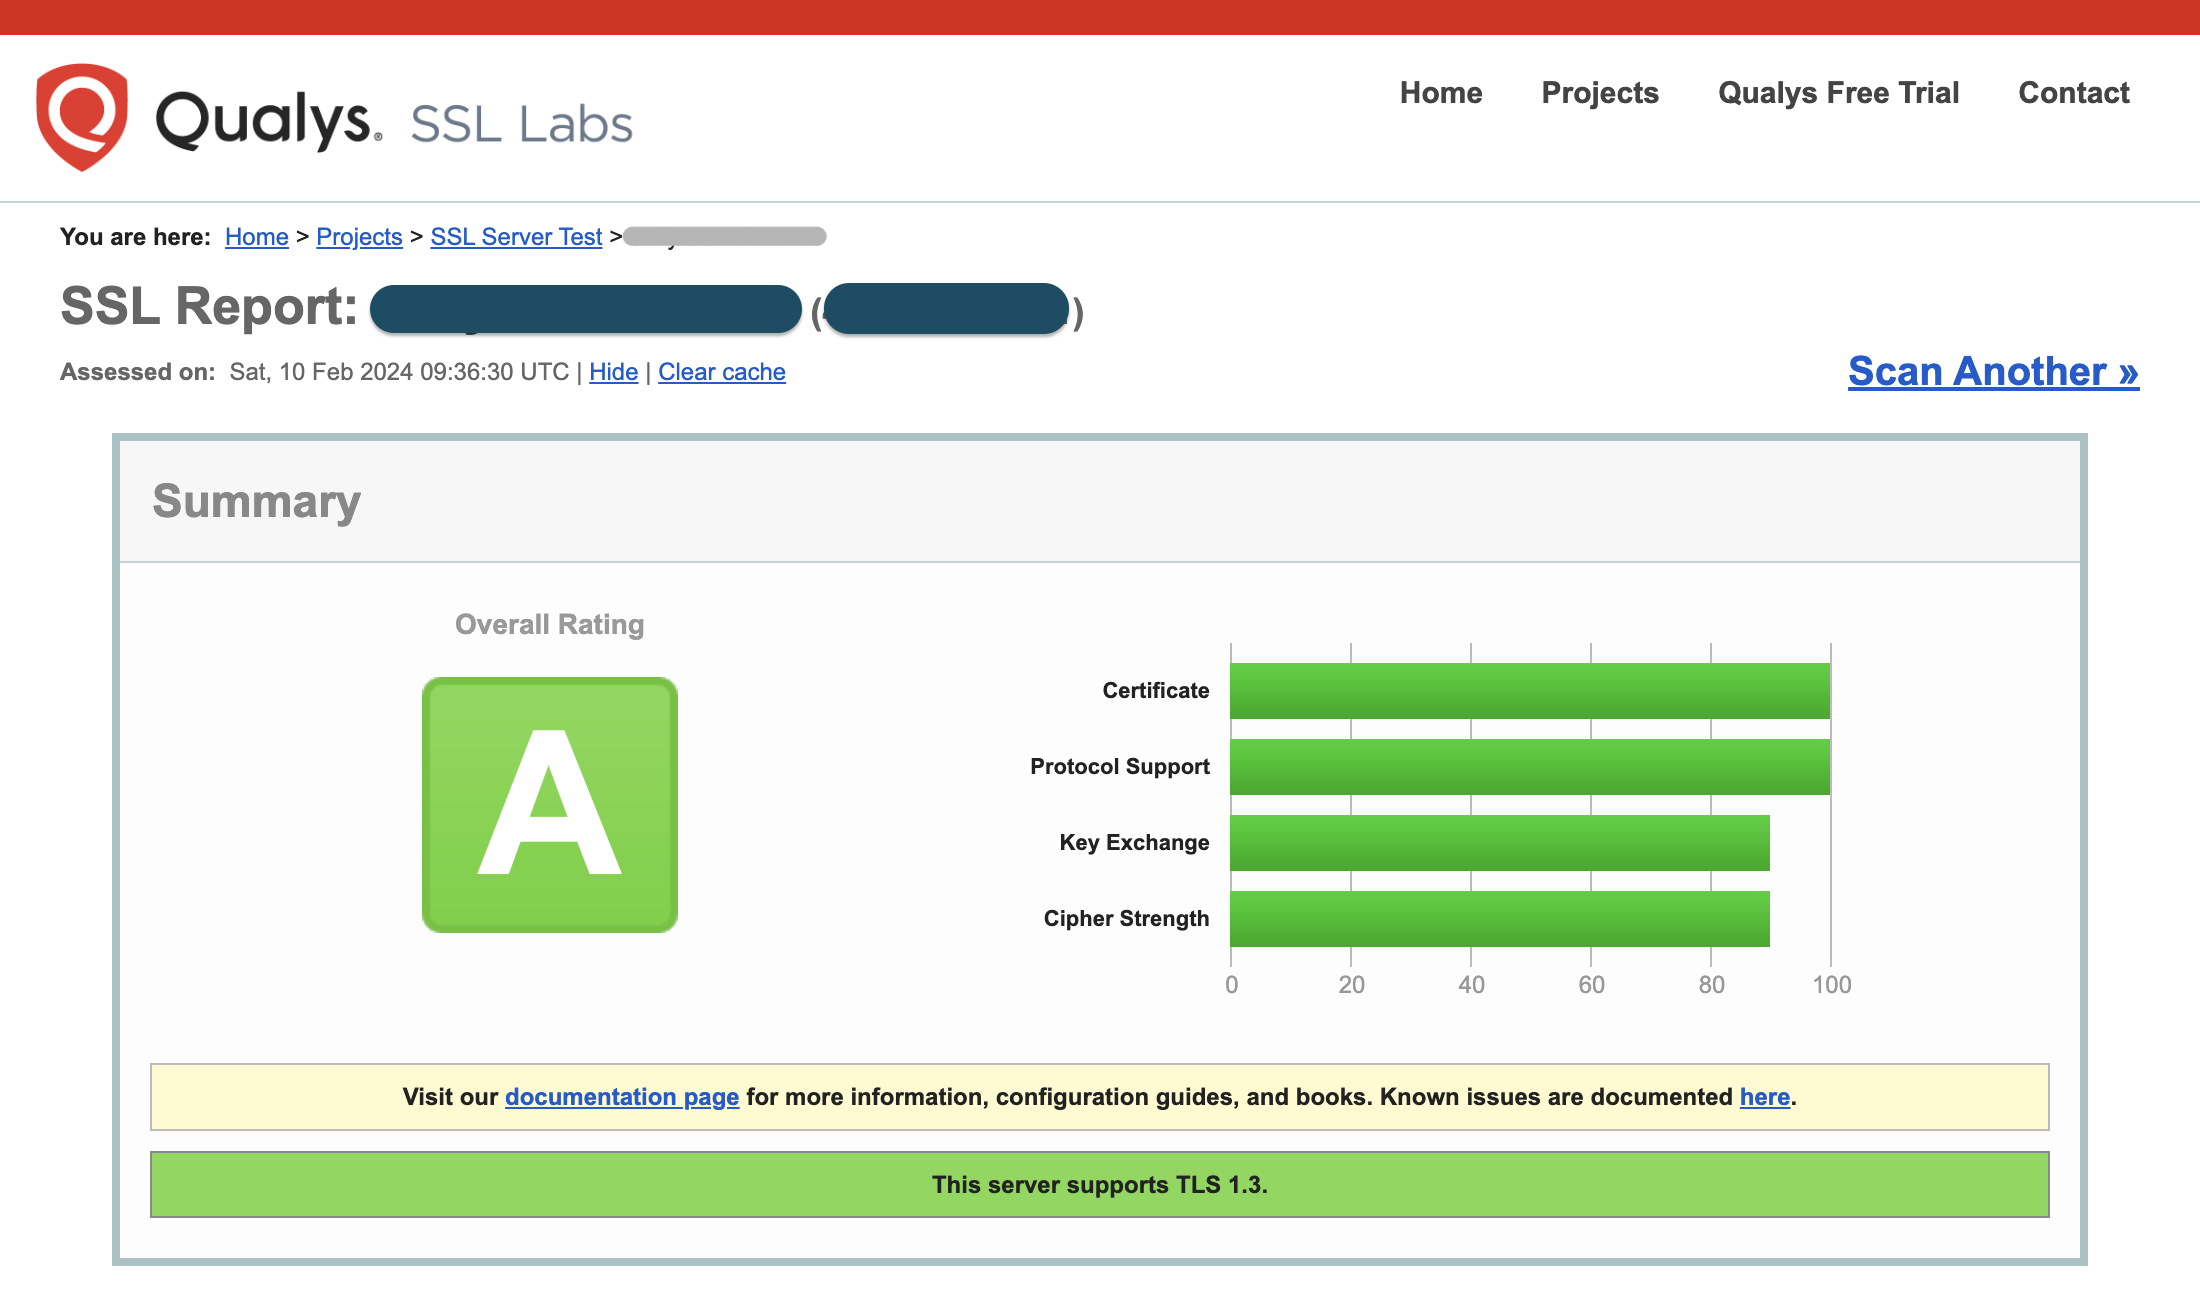 Qualys® SSL Labs
Home Projects Qualys Free Trial Contact
You are here: Home > Projects > SSL Server Test >
SSL Report: ( )
Assessed on: Sat, 10 Feb 2024 09:36:30 UTC | Hide | Clear cache
Scan Another »
Summary
Overall Rating
A
Certificate
Protocol Support
Key Exchange
Cipher Strength
0 20 40 60 80 100
Visit our documentation page for more information, configuration guides, and books. Known issues are documented here.
This server supports TLS 1.3.